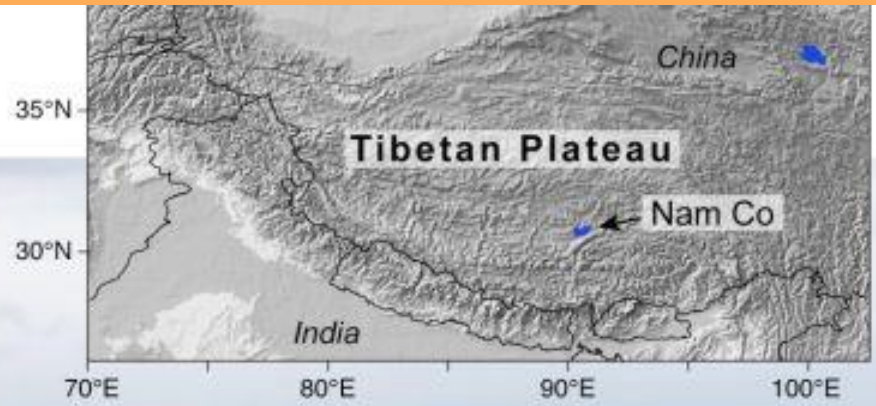 China
35°N
Tibetan Plateau
Nam Co
30°N
India
70°E 80°E 90°E 100°E